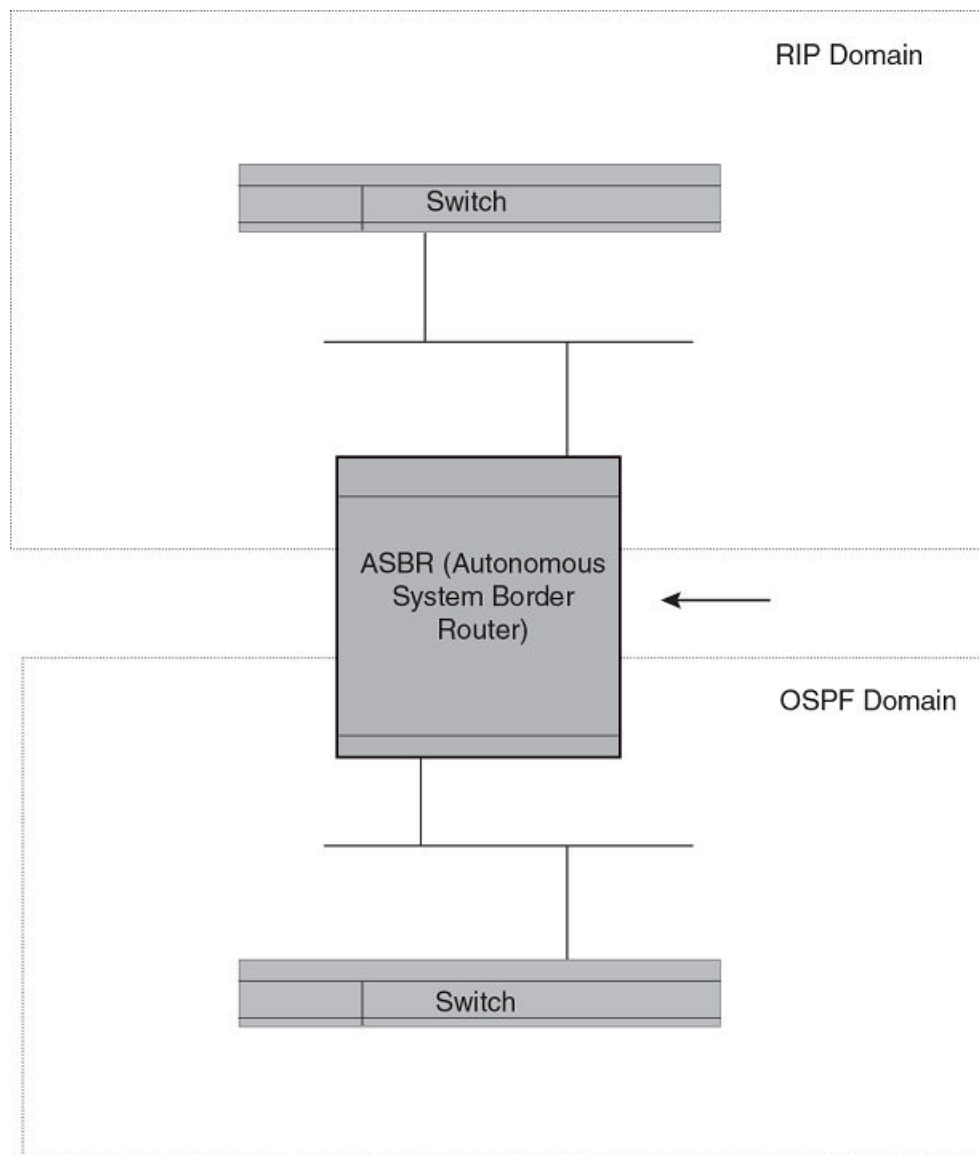 RIP Domain
Switch
ASBR (Autonomous
System Border
Router)
OSPF Domain
Switch